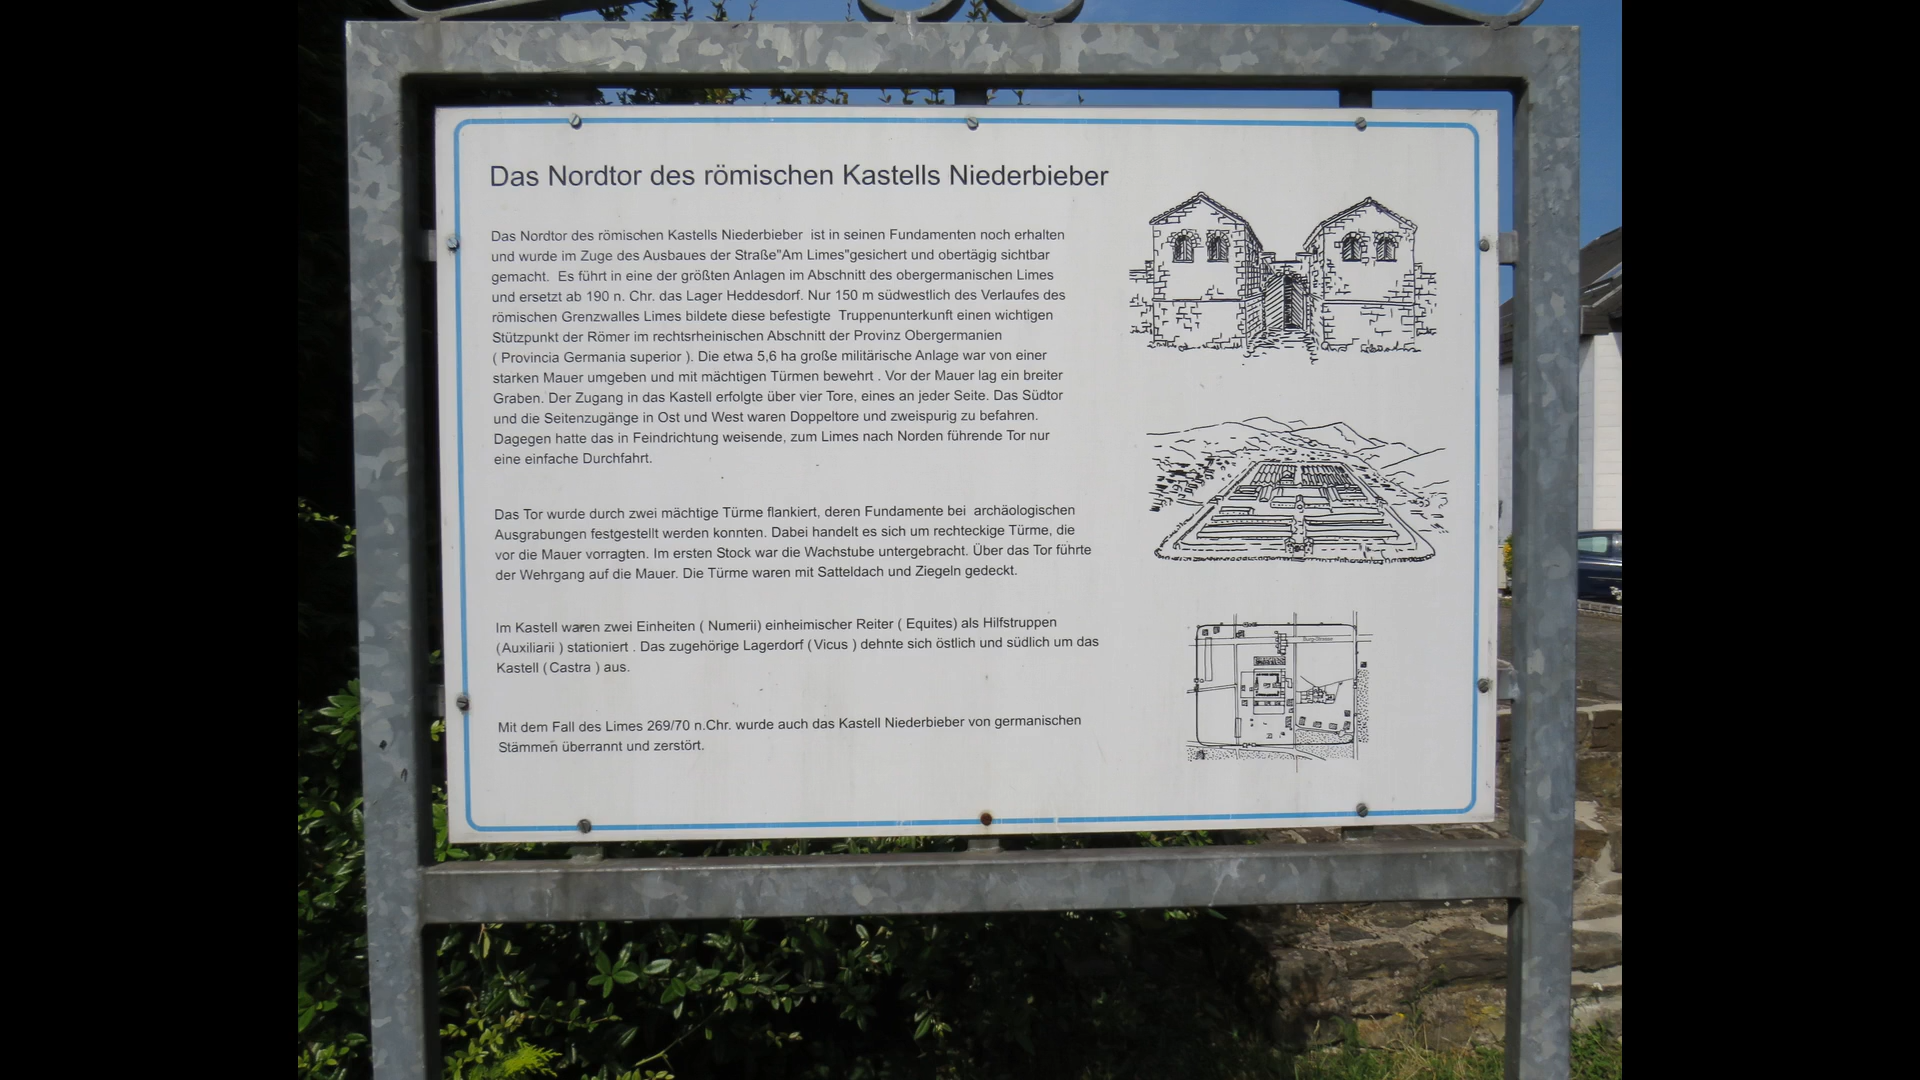 Das Nordtor des römischen Kastells Niederbieber
Das Nordtor des römischen Kastells Niederbieber ist in seinen Fundamenten noch erhalten
und wurde im Zuge des Ausbaues der Straße"Am Limes"gesichert und obertägig sichtbar
gemacht. Es führt in eine der größten Anlagen im Abschnitt des obergermanischen Limes
und ersetzt ab 190 n. Chr. das Lager Heddesdorf. Nur 150 m südwestlich des Verlaufes des
römischen Grenzwalles Limes bildete diese befestigte Truppenunterkunft einen wichtigen
Stützpunkt der Römer im rechtsrheinischen Abschnitt der Provinz Obergermanien
( Provincia Germania superior ). Die etwa 5,6 ha große militärische Anlage war von einer
starken Mauer umgeben und mit mächtigen Türmen bewehrt . Vor der Mauer lag ein breiter
Graben. Der Zugang in das Kastell erfolgte über vier Tore, eines an jeder Seite. Das Südtor
und die Seitenzugänge in Ost und West waren Doppeltore und zweispurig zu befahren.
Dagegen hatte das in Feindrichtung weisende, zum Limes nach Norden führende Tor nur
eine einfache Durchfahrt.
Das Tor wurde durch zwei mächtige Türme flankiert, deren Fundamente bei archäologischen
Ausgrabungen festgestellt werden konnten. Dabei handelt es sich um rechteckige Türme, die
vor die Mauer vorragten. Im ersten Stock war die Wachstube untergebracht. Über das Tor führte
der Wehrgang auf die Mauer. Die Türme waren mit Satteldach und Ziegeln gedeckt.
Im Kastell waren zwei Einheiten ( Numerii) einheimischer Reiter ( Equites) als Hilfstruppen
(Auxiliarii ) stationiert . Das zugehörige Lagerdorf (Vicus ) dehnte sich östlich und südlich um das
Kastell (Castra ) aus.
Mit dem Fall des Limes 269/70 n.Chr. wurde auch das Kastell Niederbieber von germanischen
Stämmen überrannt und zerstört.